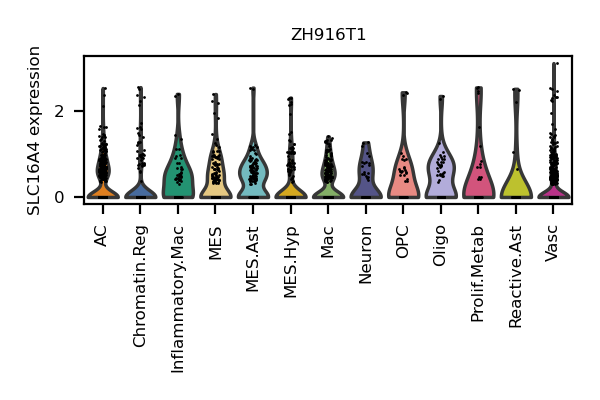 ZH916T1
SLC16A4 expression
2
0
AC
Chromatin.Reg
Inflammatory.Mac
MES
MES.Ast
MES.Hyp
Mac
Neuron
OPC
Oligo
Prolif.Metab
Reactive.Ast
Vasc